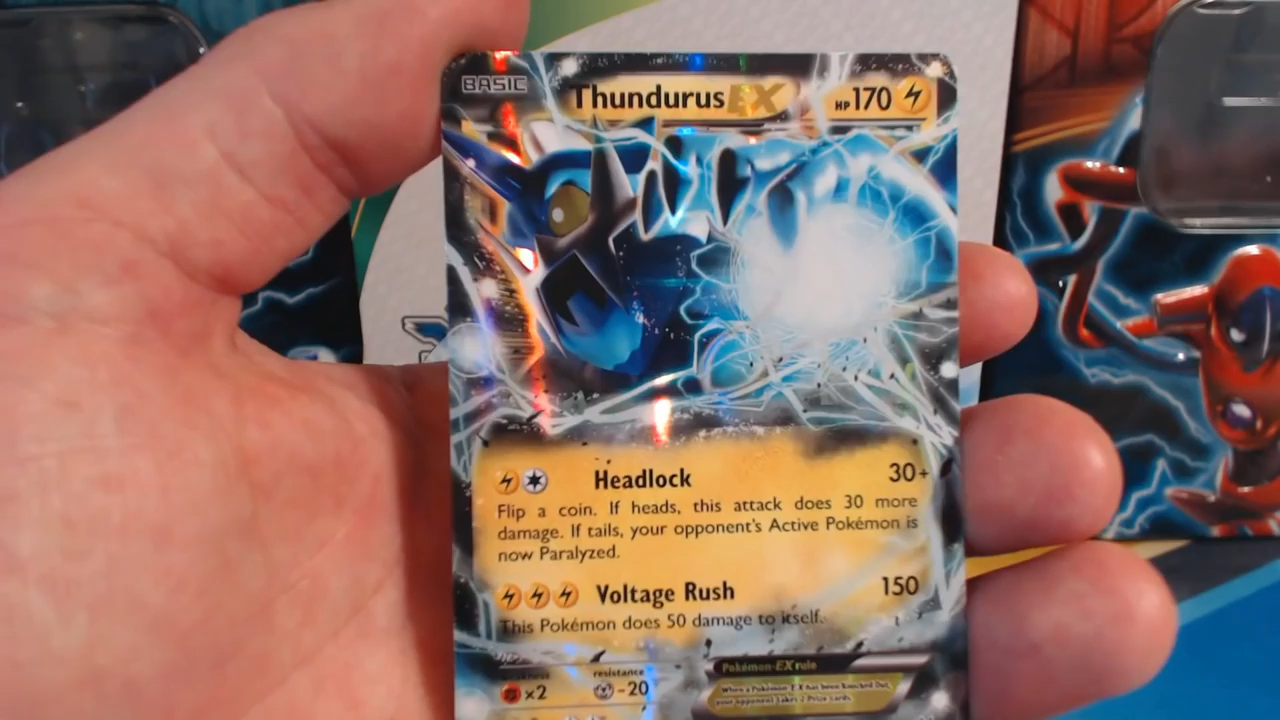 BASIC
Thundurus EX HP 170
Headlock 30+
Flip a coin. If heads, this attack does 30 more
damage. If tails, your opponent's Active Pokémon is
now Paralyzed.
Voltage Rush 150
This Pokémon does 50 damage to itself.
weakness resistance
×2 -20
Pokémon-EX rule
When a Pokémon-EX has been Knocked Out,
your opponent takes 2 Prize cards.